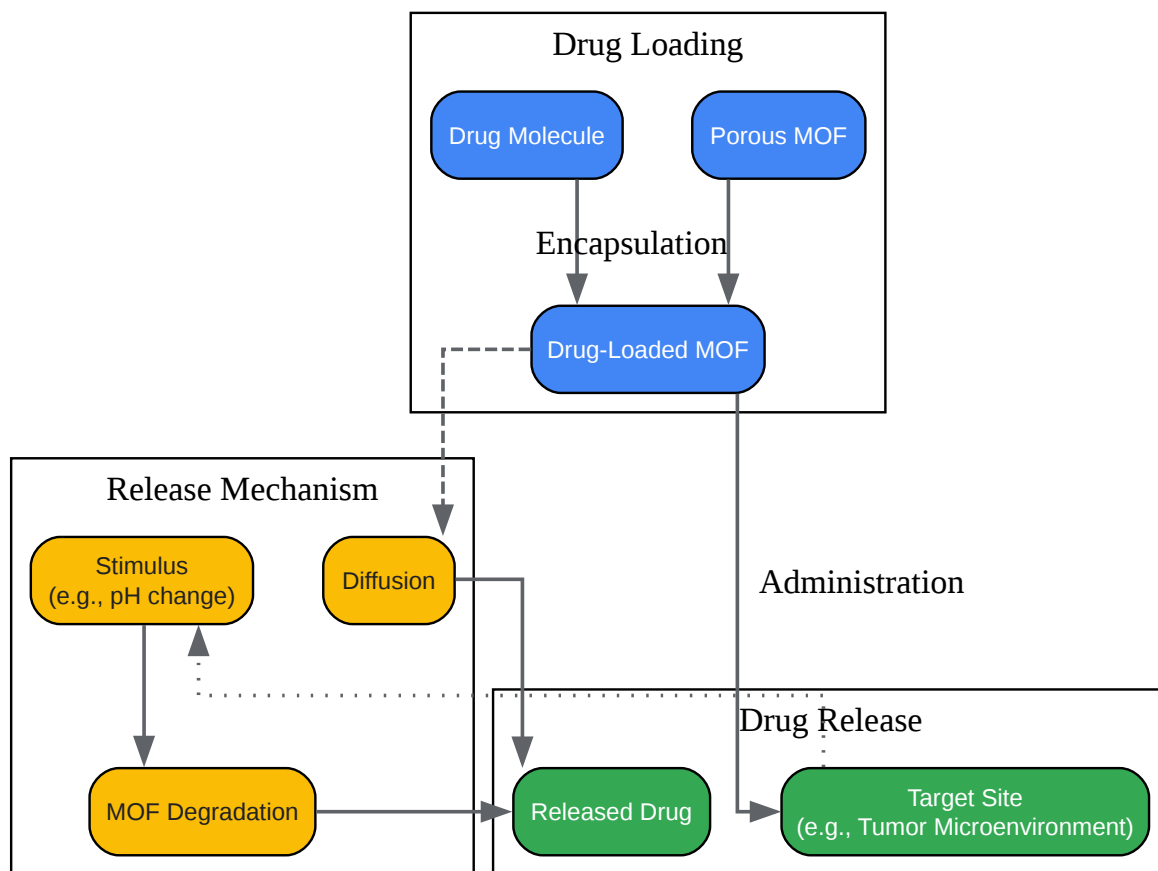 Drug Loading
Drug Molecule
Porous MOF
Encapsulation
Drug-Loaded MOF
Release Mechanism
Stimulus
(e.g., pH change)
Diffusion
Administration
Drug Release
MOF Degradation
Released Drug
Target Site
(e.g., Tumor Microenvironment)